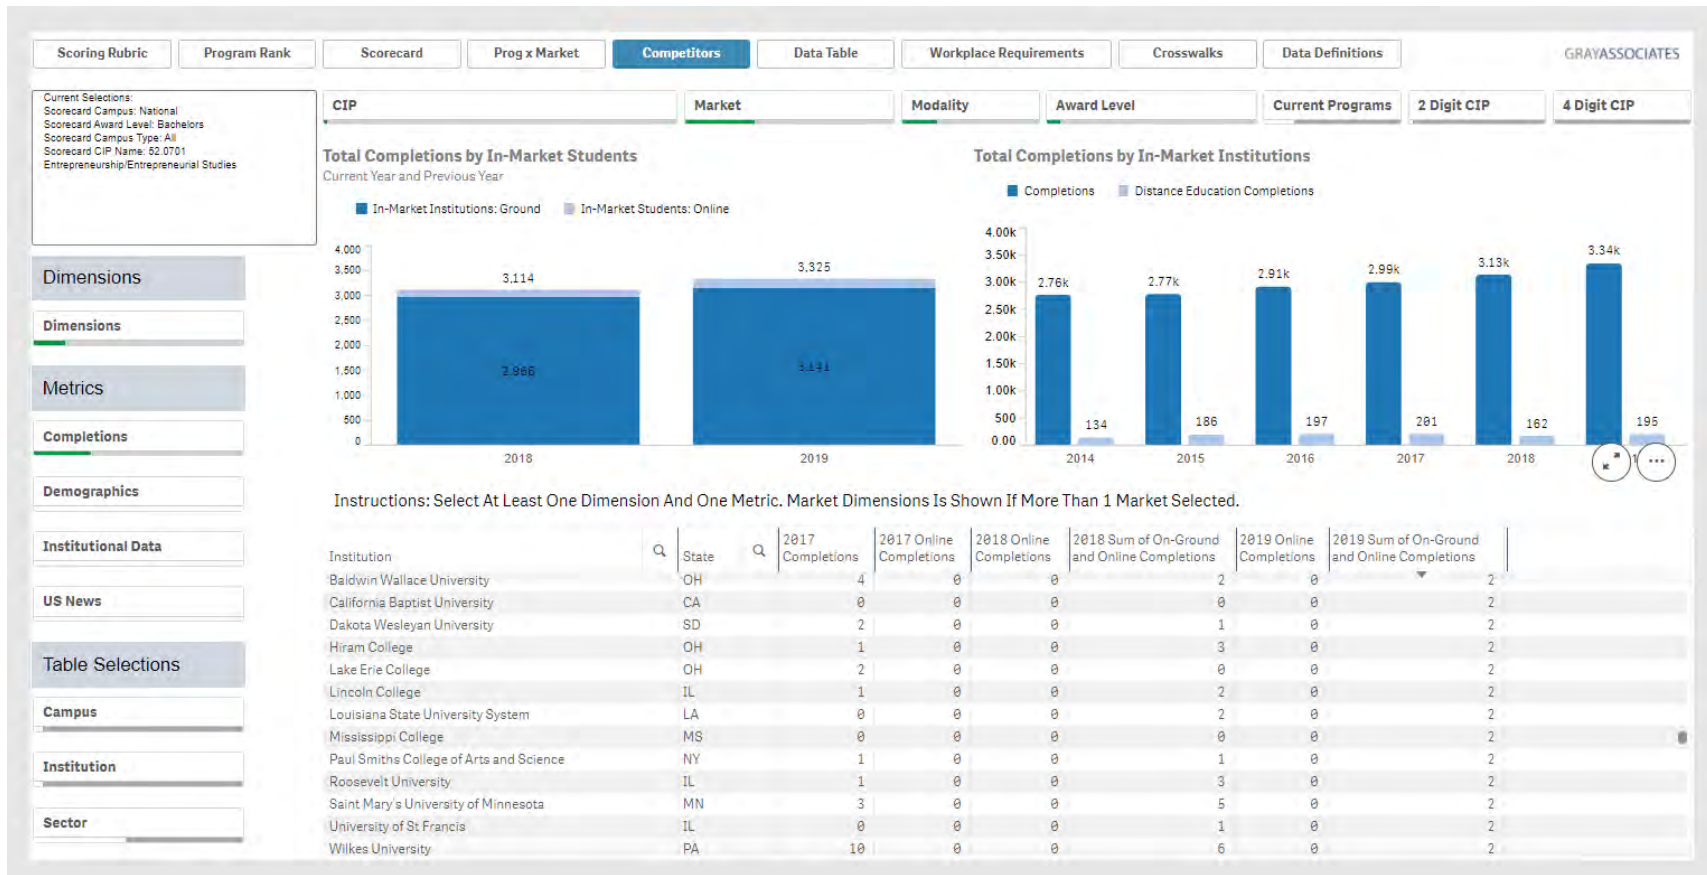 Scoring Rubric Program Rank Scorecard Prog x Market Competitors Data Table Workplace Requirements Crosswalks Data Definitions GRAYASSOCIATES
Current Selections:
Scorecard Campus: National
Scorecard Award Level: Bachelors
Scorecard Campus Type: All
Scorecard CIP Name: 52.0701
Entrepreneurship/Entrepreneurial Studies
CIP Market Modality Award Level Current Programs 2 Digit CIP 4 Digit CIP
Dimensions
Dimensions
Metrics
Completions
Demographics
Institutional Data
US News
Table Selections
Campus
Institution
Sector
Total Completions by In-Market Students
Current Year and Previous Year
In-Market Institutions: Ground In-Market Students: Online
4,000
3,500
3,000
2,500
2,000
1,500
1,000
500
0
3,114
3,325
3,141
2018 2019
Total Completions by In-Market Institutions
Completions Distance Education Completions
4.00k
3.50k
3.00k
2.50k
2.00k
1.50k
1.00k
500
0.00
2.76k 2.77k 2.91k 2.99k 3.13k 3.34k
134 186 197 201 162 195
2014 2015 2016 2017 2018
Instructions: Select At Least One Dimension And One Metric. Market Dimensions Is Shown If More Than 1 Market Selected.
Institution State 2017 Completions 2017 Online Completions 2018 Online Completions 2018 Sum of On-Ground and Online Completions 2019 Online Completions 2019 Sum of On-Ground and Online Completions
Baldwin Wallace University OH 4 0 0 2 0 2
California Baptist University CA 0 0 0 0 0 2
Dakota Wesleyan University SD 2 0 0 1 0 2
Hiram College OH 1 0 0 3 0 2
Lake Erie College OH 2 0 0 0 0 2
Lincoln College IL 1 0 0 2 0 2
Louisiana State University System LA 0 0 0 2 0 2
Mississippi College MS 0 0 0 0 0 2
Paul Smiths College of Arts and Science NY 1 0 0 1 0 2
Roosevelt University IL 1 0 0 3 0 2
Saint Mary's University of Minnesota MN 3 0 0 5 0 2
University of St Francis IL 0 0 0 1 0 2
Wilkes University PA 10 0 0 6 0 2